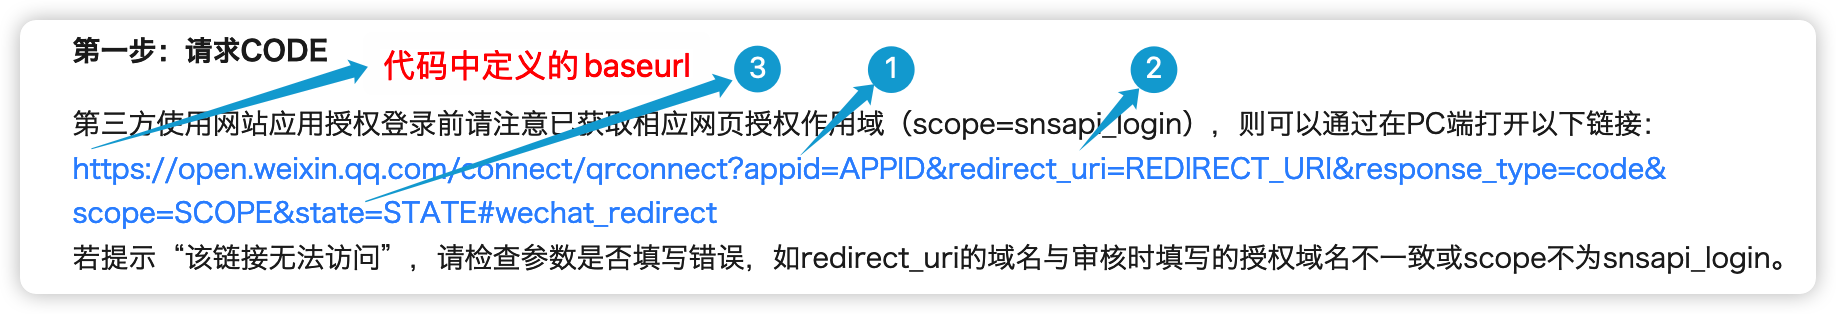 第一步：请求CODE
代码中定义的baseurl
3
1
2
第三方使用网站应用授权登录前请注意已获取相应网页授权作用域（scope=snsapi_login），则可以通过在PC端打开以下链接：
https://open.weixin.qq.com/connect/qrconnect?appid=APPID&redirect_uri=REDIRECT_URI&response_type=code&
scope=SCOPE&state=STATE#wechat_redirect
若提示“该链接无法访问”，请检查参数是否填写错误，如redirect_uri的域名与审核时填写的授权域名不一致或scope不为snsapi_login。